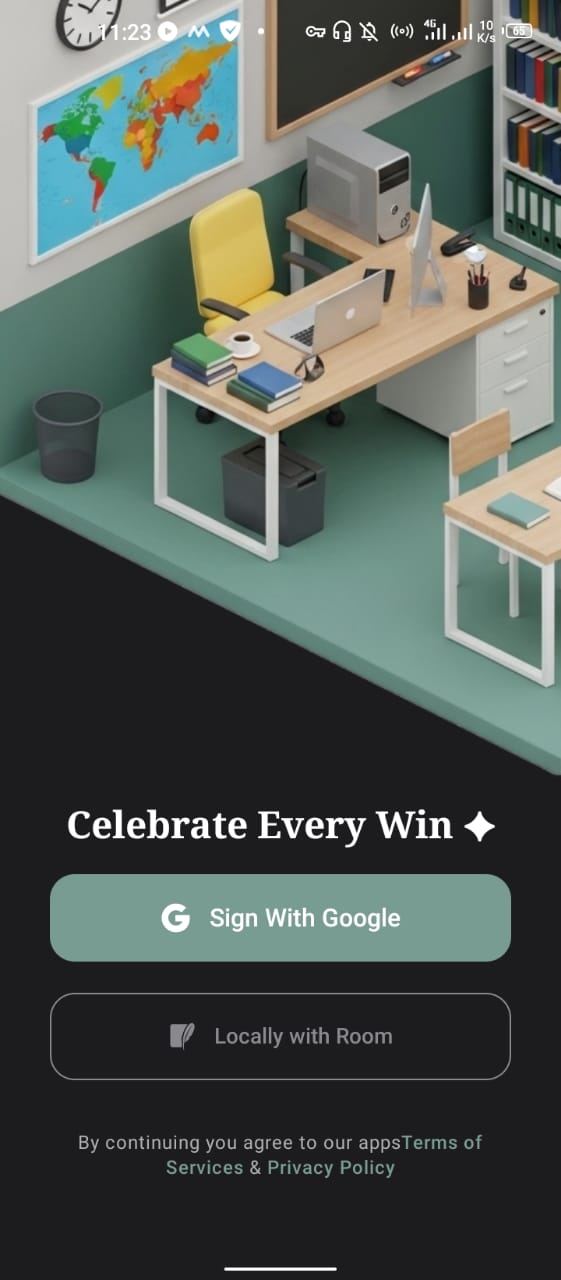 11:23
4G
10
K/s
65
Celebrate Every Win
Sign With Google
Locally with Room
By continuing you agree to our appsTerms of
Services & Privacy Policy